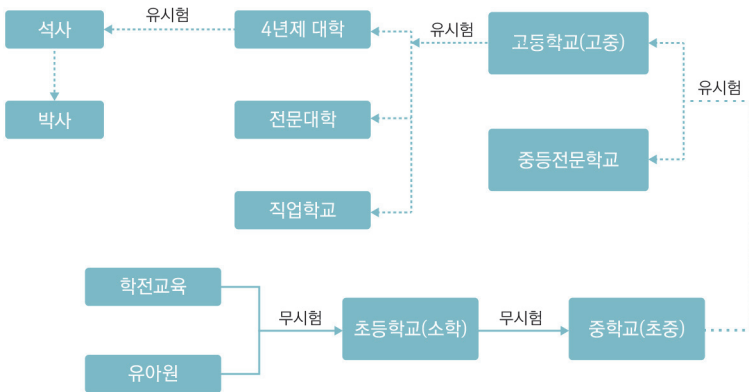 석사
유시험
4년제 대학
유시험
고등학교(고중)
유시험
박사
전문대학
중등전문학교
직업학교
학전교육
무시험
초등학교(소학)
무시험
중학교(초중)
유아원